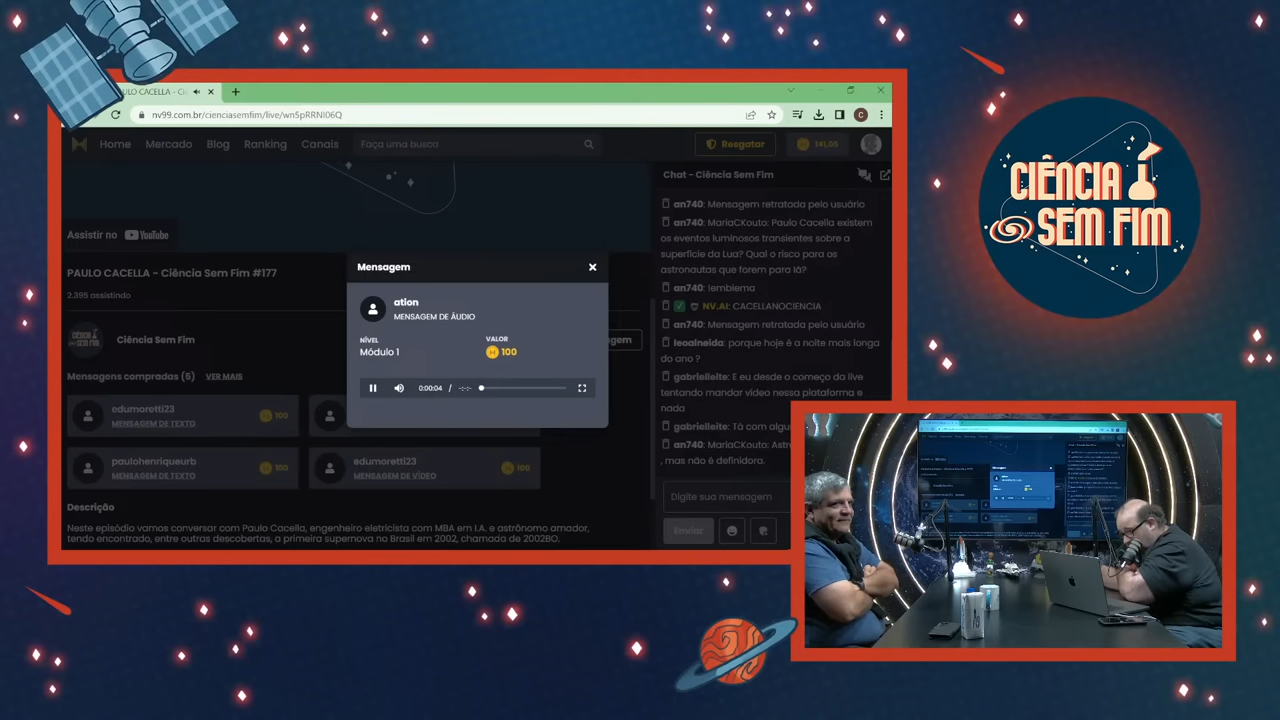 ULO CACELLA - Ci
nv99.com.br/cienciasemfim/live/wn5pRRNI06Q
Home
Mercado
Blog
Ranking
Canais
Faça uma busca
Resgatar
141,05
Assistir no YouTube
PAULO CACELLA - Ciência Sem Fim #177
2.395 assistindo
Ciência Sem Fim
Mensagens compradas (5) VER MAIS
edumoretti23
MENSAGEM DE TEXTO
100
paulohenriqueurb
MENSAGEM DE TEXTO
100
edumoretti23
MENSAGEM DE VÍDEO
100
Descrição
Neste episódio vamos conversar com Paulo Cacella, engenheiro eletricista com MBA em I.A. e astrônomo amador,
tendo encontrado, entre outras descobertas, a primeira supernova no Brasil em 2002, chamada de 2002BO.
Mensagem
ation
MENSAGEM DE ÁUDIO
NÍVEL
Módulo 1
VALOR
100
0:00:04 / -:-:-
Chat - Ciência Sem Fim
an740: Mensagem retratada pelo usuário
an740: MariaCKouto: Paulo Cacella existem
os eventos luminosos transientes sobre a
superfície da Lua? Qual o risco para os
astronautas que forem para lá?
an740: !emblema
NV.AI: CACELLANOCIENCIA
an740: Mensagem retratada pelo usuário
leoalneida: porque hoje é a noite mais longa
do ano ?
gabrielleite: E eu desde o começo da live
tentando mandar vídeo nessa plataforma e
nada
gabrielleite: Tá com algu
an740: MariaCKouto: Ast
, mas não é definidora.
Digite sua mensagem
Enviar
CIÊNCIA
SEM FIM